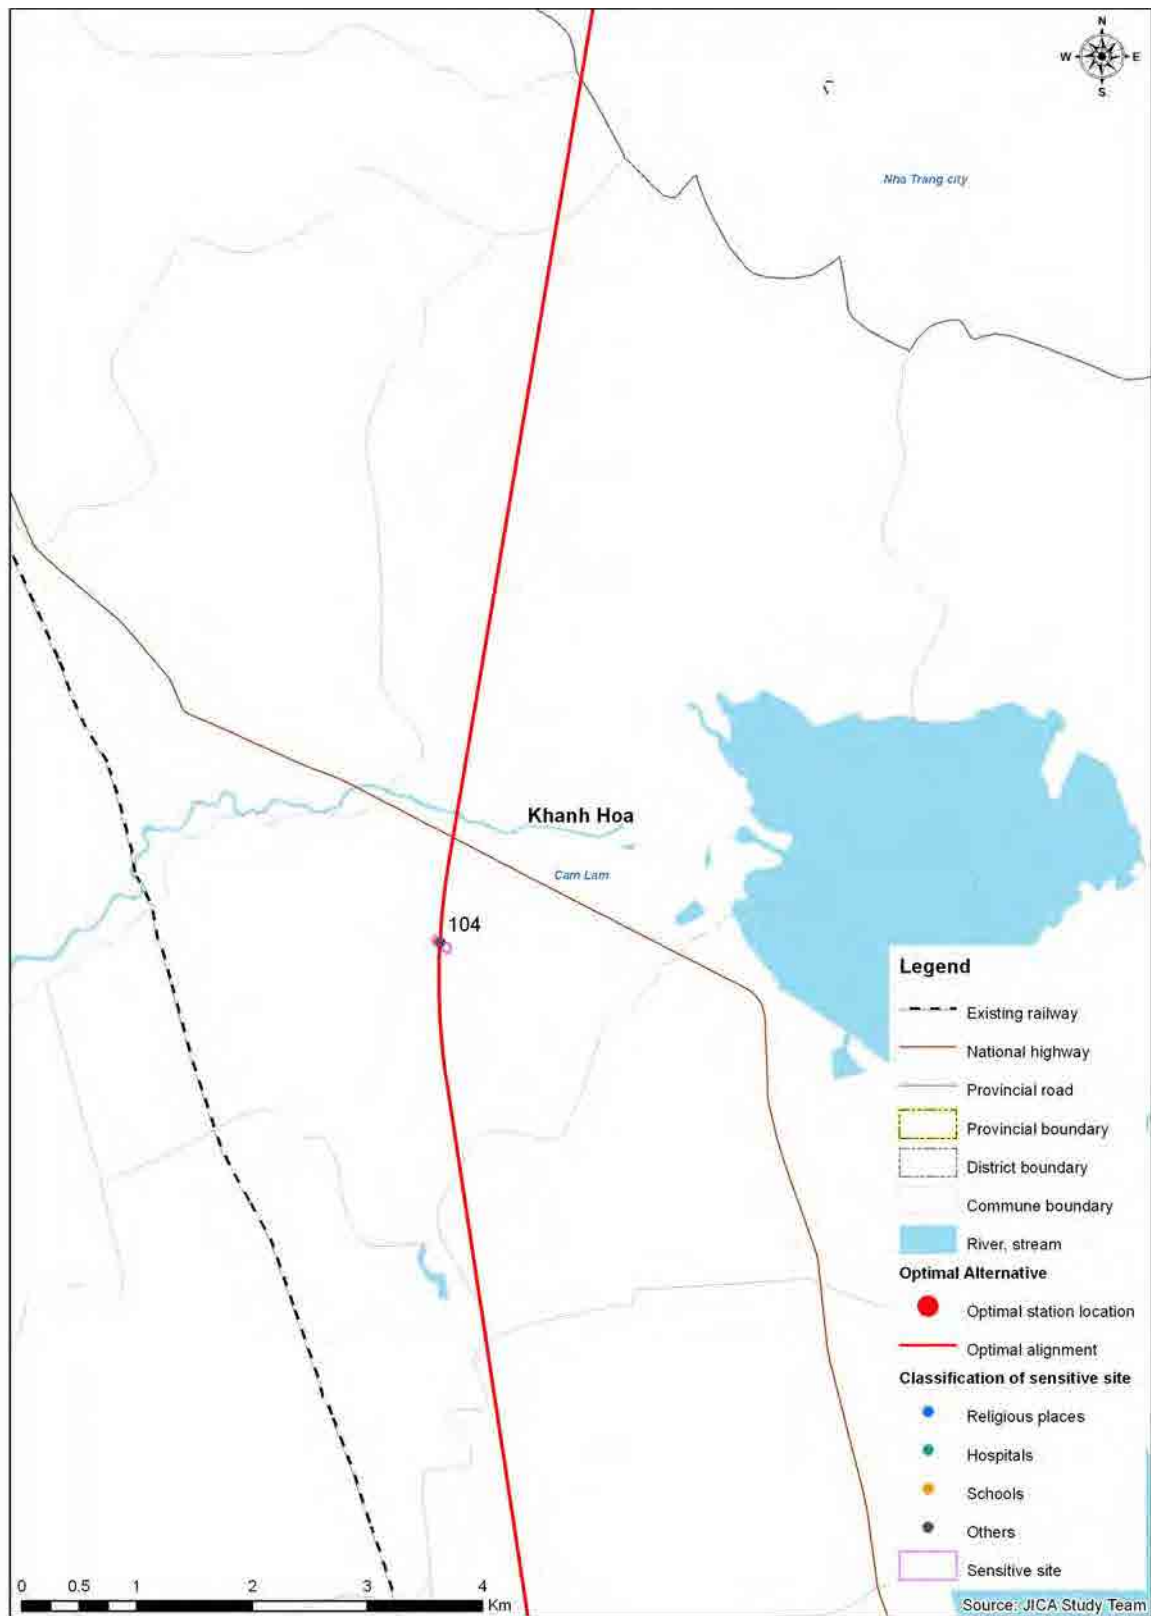 N
W
E
S
Nha Trang city
Khanh Hoa
Cam Lam
104
Legend
Existing railway
National highway
Provincial road
Provincial boundary
District boundary
Commune boundary
River, stream
Optimal Alternative
Optimal station location
Optimal alignment
Classification of sensitive site
Religious places
Hospitals
Schools
Others
Sensitive site
0 0.5 1 2 3 4
Km
Source: JICA Study Team